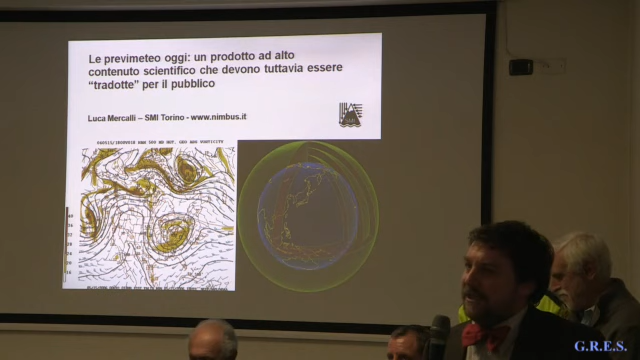 Le previmeteo oggi: un prodotto ad alto
contenuto scientifico che devono tuttavia essere
“tradotte” per il pubblico
Luca Mercalli – SMI Torino - www.nimbus.it
G.R.E.S.